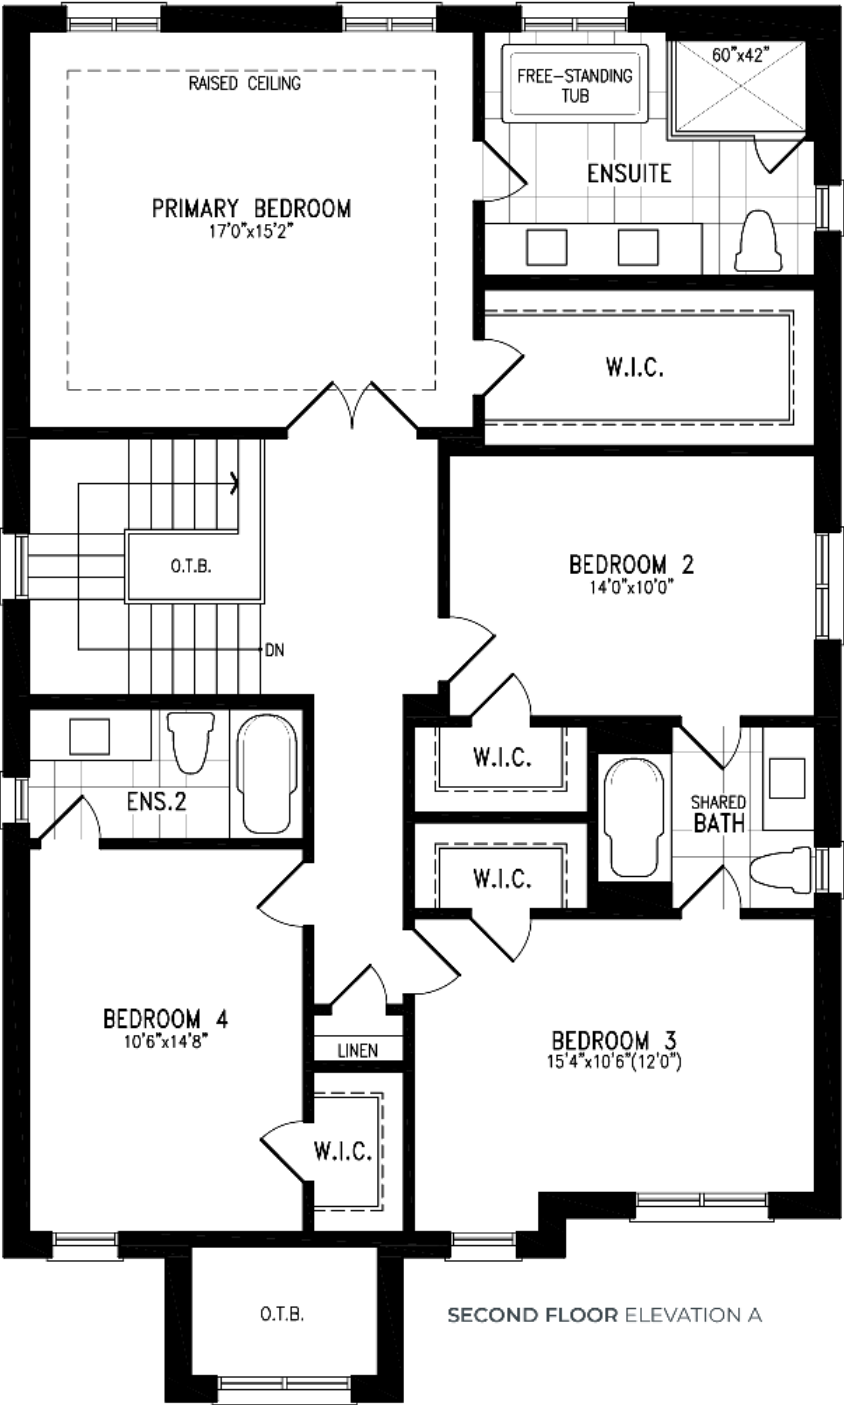 60"x42"
RAISED CEILING
FREE-STANDING
TUB
ENSUITE
PRIMARY BEDROOM
17'0"x15'2"
W.I.C.
O.T.B.
BEDROOM 2
14'0"x10'0"
DN
W.I.C.
ENS.2
SHARED
BATH
W.I.C.
BEDROOM 4
10'6"x14'8"
LINEN
BEDROOM 3
15'4"x10'6"(12'0")
W.I.C.
O.T.B.
SECOND FLOOR ELEVATION A